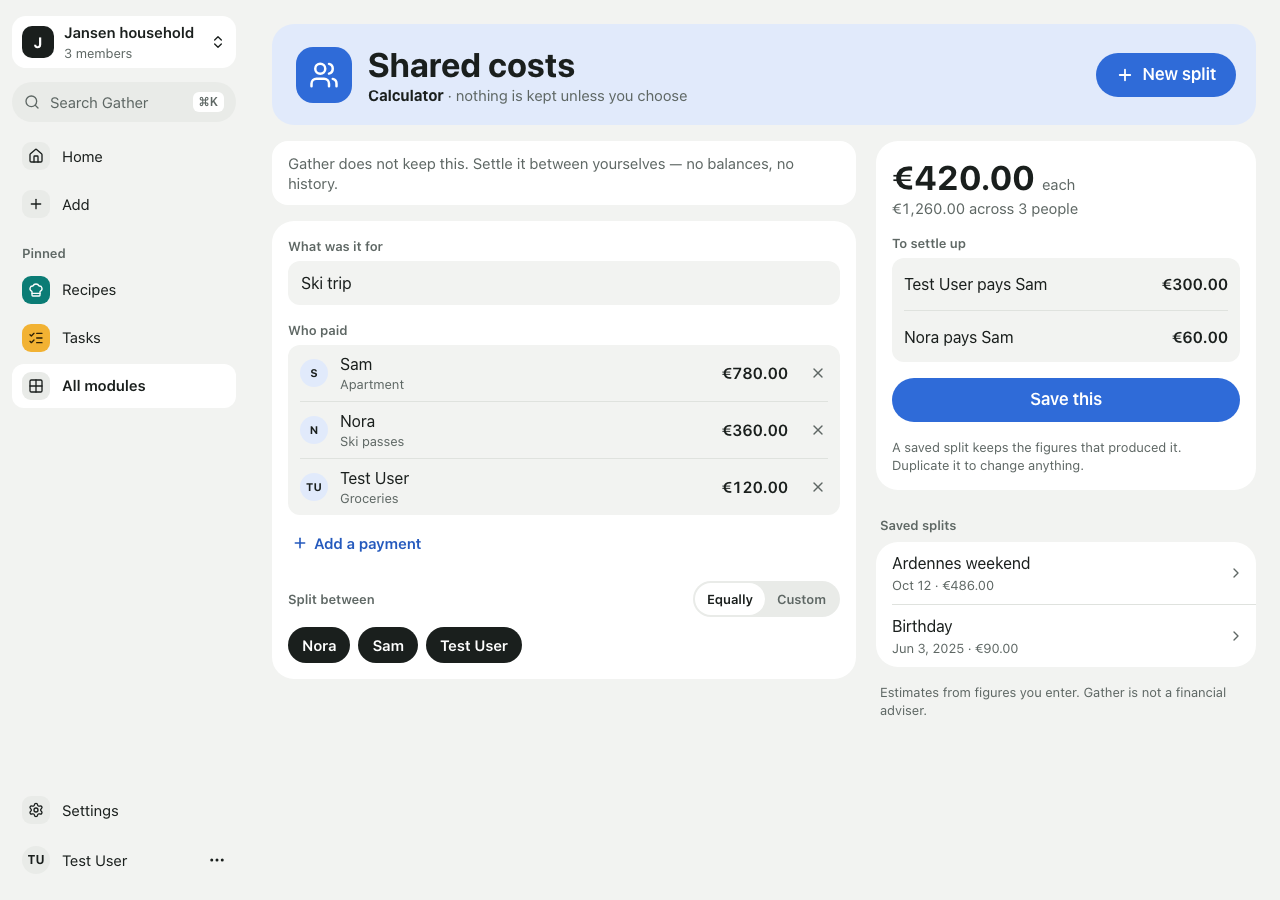 J
Jansen household
3 members
Search Gather
⌘K
Home
Add
Pinned
Recipes
Tasks
All modules
Settings
TU
Test User
Shared costs
Calculator · nothing is kept unless you choose
New split
Gather does not keep this. Settle it between yourselves — no balances, no
history.
What was it for
Ski trip
Who paid
S
Sam
Apartment
€780.00
N
Nora
Ski passes
€360.00
TU
Test User
Groceries
€120.00
Add a payment
Split between
Equally
Custom
Nora
Sam
Test User
€420.00 each
€1,260.00 across 3 people
To settle up
Test User pays Sam
€300.00
Nora pays Sam
€60.00
Save this
A saved split keeps the figures that produced it.
Duplicate it to change anything.
Saved splits
Ardennes weekend
Oct 12 · €486.00
Birthday
Jun 3, 2025 · €90.00
Estimates from figures you enter. Gather is not a financial
adviser.